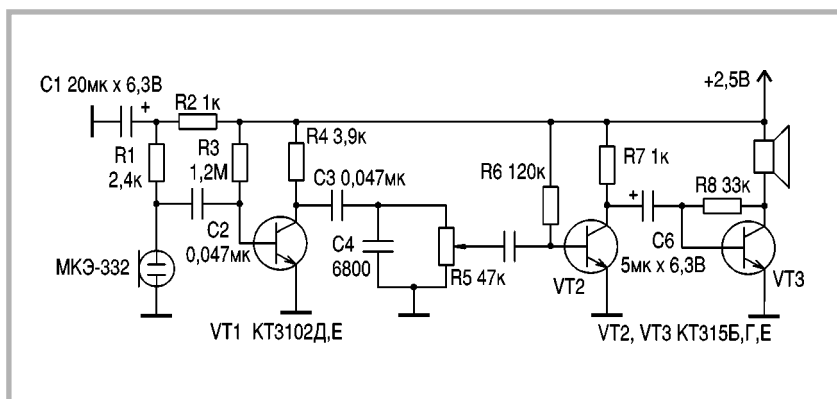 C1 20мк x 6,3В
+
R2 1к
+2,5В
R1
2,4к
R3
1,2М
R4 3,9к
C3 0,047мк
R6 120к
R7 1к
+
R8 33к
C2
0,047мк
C4
6800
R5 47к
C6
5мк x 6,3В
МКЭ-332
VT2
VT3
VT1 КТ3102Д,Е
VT2, VT3 КТ315Б,Г,Е